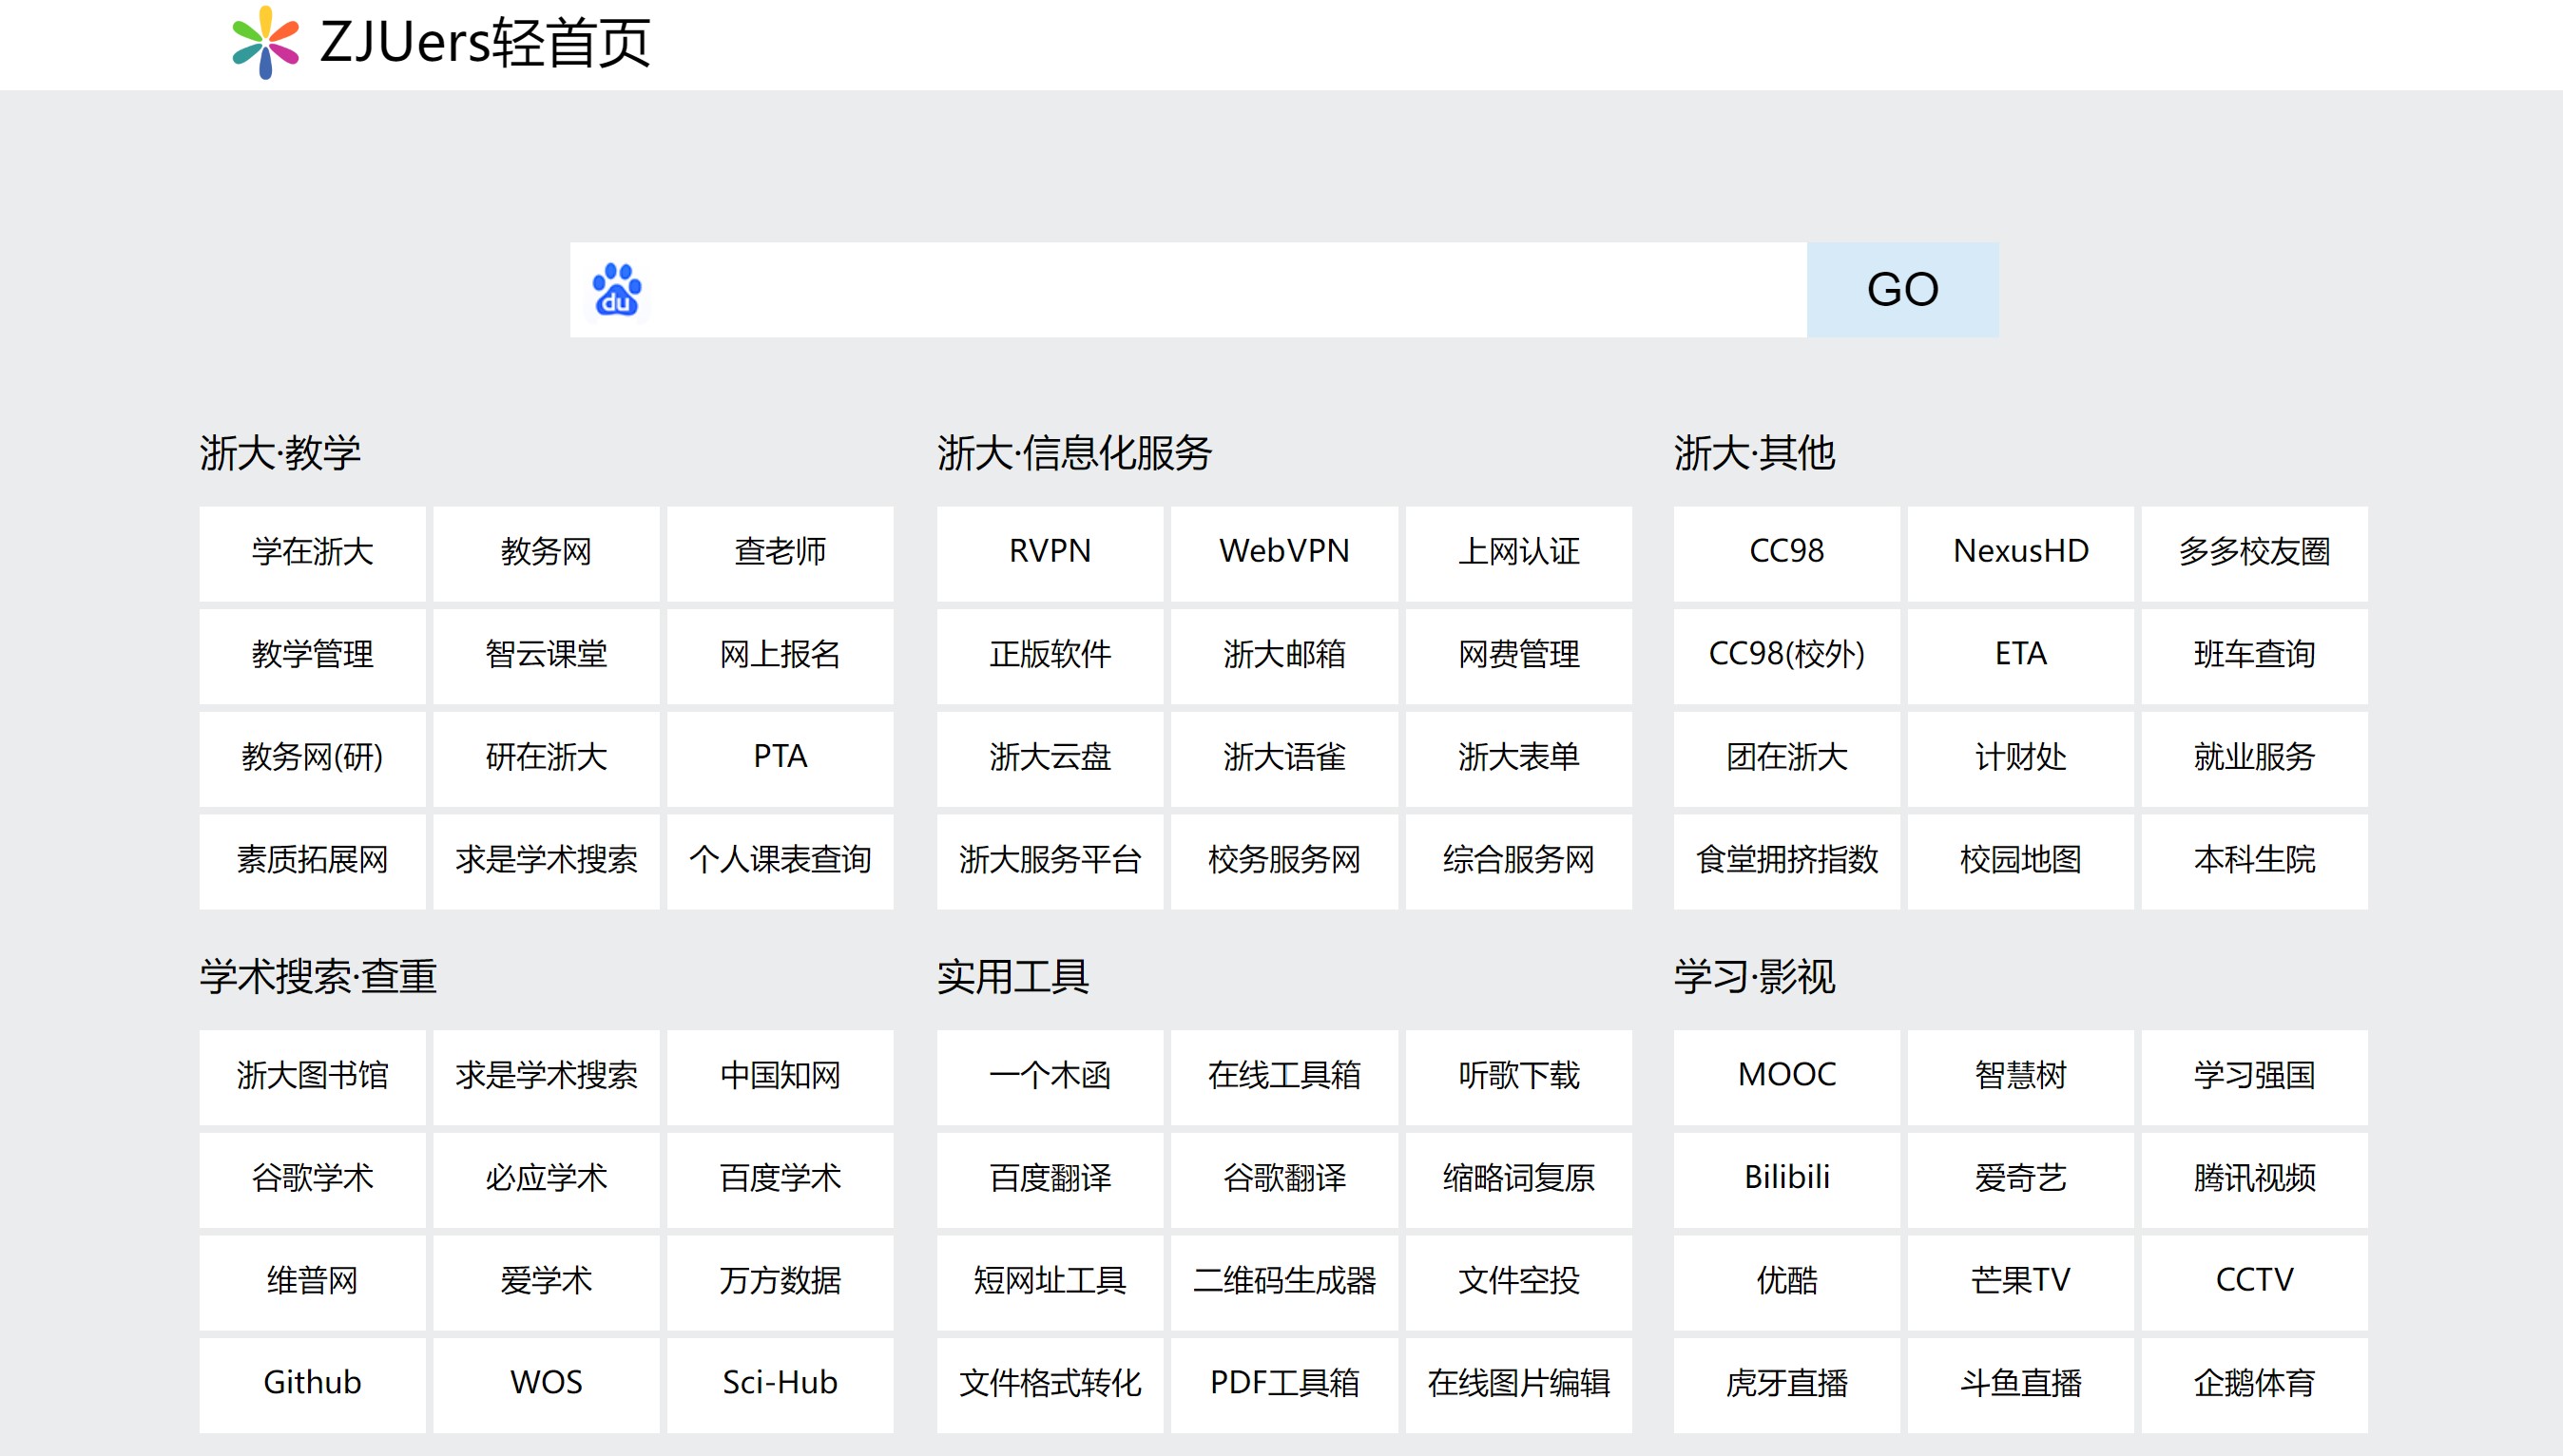 ZJUers轻首页
du
GO
浙大·教学
学在浙大 教务网 查老师
教学管理 智云课堂 网上报名
教务网(研) 研在浙大 PTA
素质拓展网 求是学术搜索 个人课表查询
浙大·信息化服务
RVPN WebVPN 上网认证
正版软件 浙大邮箱 网费管理
浙大云盘 浙大语雀 浙大表单
浙大服务平台 校务服务网 综合服务网
浙大·其他
CC98 NexusHD 多多校友圈
CC98(校外) ETA 班车查询
团在浙大 计财处 就业服务
食堂拥挤指数 校园地图 本科生院
学术搜索·查重
浙大图书馆 求是学术搜索 中国知网
谷歌学术 必应学术 百度学术
维普网 爱学术 万方数据
Github WOS Sci-Hub
实用工具
一个木函 在线工具箱 听歌下载
百度翻译 谷歌翻译 缩略词复原
短网址工具 二维码生成器 文件空投
文件格式转化 PDF工具箱 在线图片编辑
学习·影视
MOOC 智慧树 学习强国
Bilibili 爱奇艺 腾讯视频
优酷 芒果TV CCTV
虎牙直播 斗鱼直播 企鹅体育